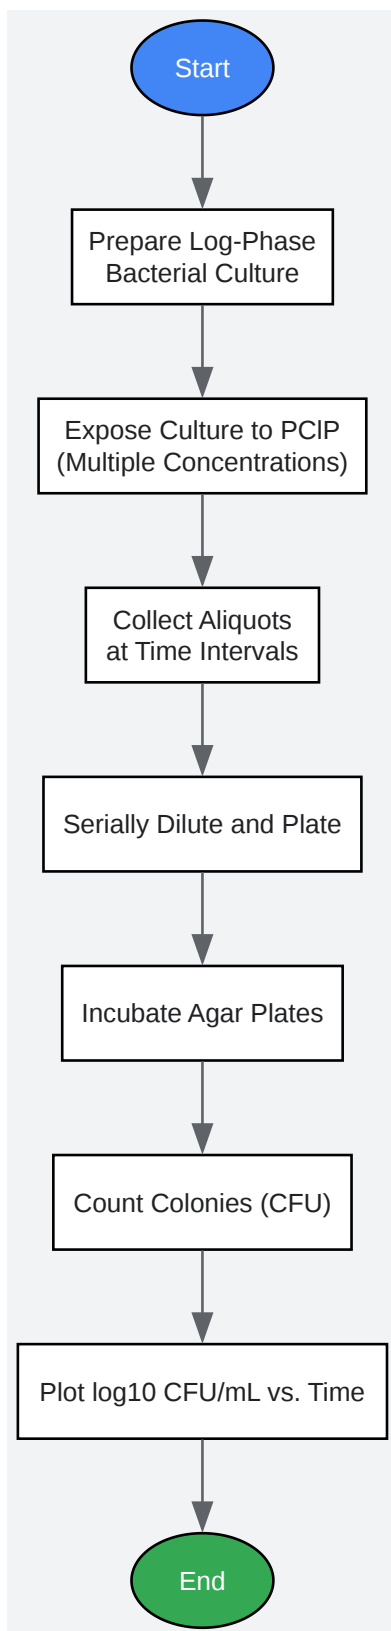 Start
Prepare Log-Phase
Bacterial Culture
Expose Culture to PClP
(Multiple Concentrations)
Collect Aliquots
at Time Intervals
Serially Dilute and Plate
Incubate Agar Plates
Count Colonies (CFU)
Plot log10 CFU/mL vs. Time
End